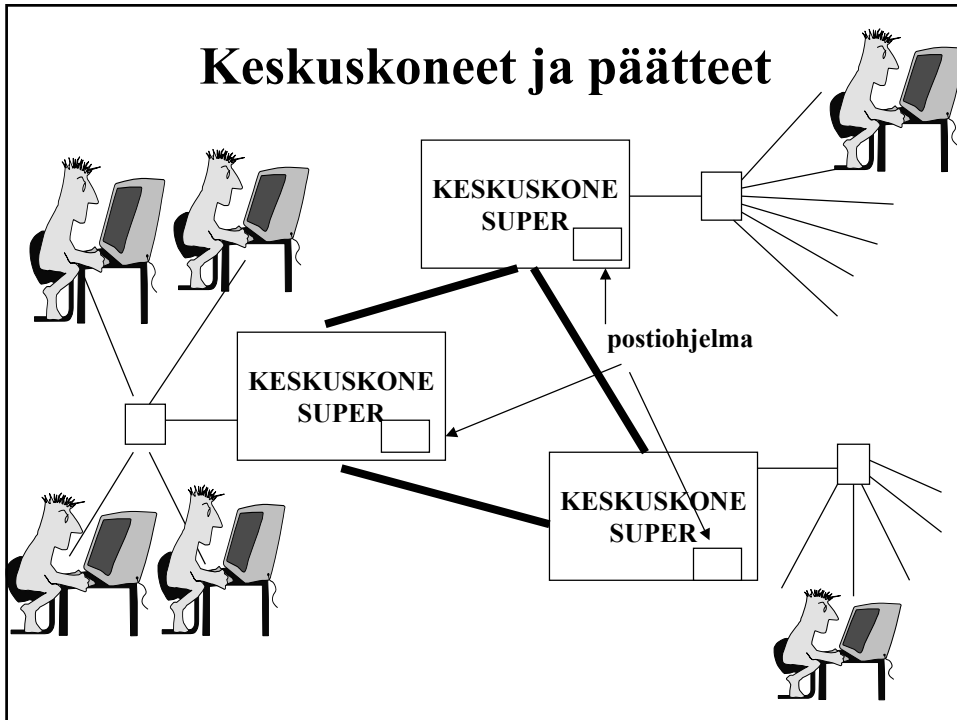 Keskuskoneet ja päätteet
KESKUSKONE
SUPER
postiohjelma
KESKUSKONE
SUPER
KESKUSKONE
SUPER